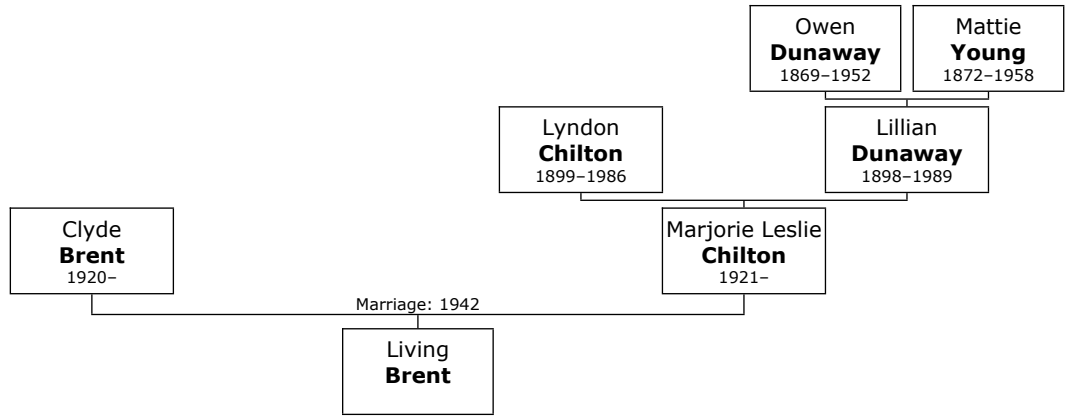 Owen
Dunaway
1869–1952
Mattie
Young
1872–1958
Lyndon
Chilton
1899–1986
Lillian
Dunaway
1898–1989
Clyde
Brent
1920–
Marjorie Leslie
Chilton
1921–
Marriage: 1942
Living
Brent